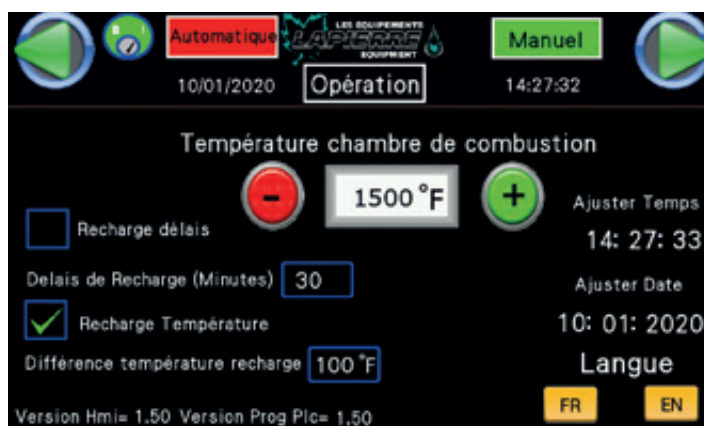 Automatique
LES EQUIPEMENTS
LAPIERRE
EQUIPMENT
Manuel
10/01/2020
Opération
14:27:32
Température chambre de combustion
- 1500 °F +
Recharge délais
Ajuster Temps
14: 27: 33
Delais de Recharge (Minutes) 30
Ajuster Date
Recharge Température
10: 01: 2020
Différence température recharge 100 °F
Langue
FR EN
Version Hmi= 1.50 Version Prog Plc= 1.50